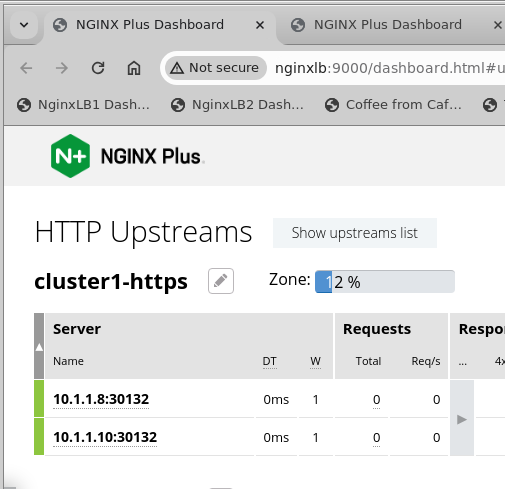 NGINX Plus Dashboard × NGINX Plus Dashboard ×
Not secure nginxlb:9000/dashboard.html#u
NginxLB1 Dash… NginxLB2 Dash… Coffee from Caf…
N+ NGINX Plus
HTTP Upstreams Show upstreams list
cluster1-https Zone: 12 %
Server Requests Respo
Name DT W Total Req/s ... 4x
10.1.1.8:30132 0ms 1 0 0
10.1.1.10:30132 0ms 1 0 0